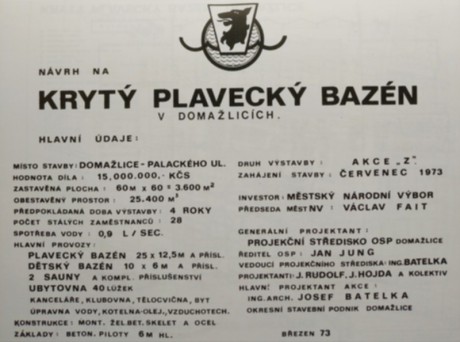 NÁVRH NA
KRYTÝ PLAVECKÝ BAZÉN
V DOMAŽLICÍCH.
HLAVNÍ ÚDAJE:
MÍSTO STAVBY: DOMAŽLICE - PALACKÉHO UL.
HODNOTA DÍLA: 15,000.000,- KČS
ZASTAVĚNÁ PLOCHA: 60M X 60 = 3.600 M²
OBESTAVĚNÝ PROSTOR: 25.400 M³
PŘEDPOKLÁDANÁ DOBA VÝSTAVBY: 4 ROKY
POČET STÁLÝCH ZAMĚSTNANCŮ: 28
SPOTŘEBA VODY: 0,9 L / SEC.
HLAVNÍ PROVOZY:
PLAVECKÝ BAZÉN 25 X 12,5M A PŘÍSL.
DĚTSKÝ BAZÉN 10 X 6M A PŘÍSL.
2 SAUNY A KOMPL. PŘÍSLUŠENSTVÍ
UBYTOVNA 40 LŮŽEK
KANCELÁŘE, KLUBOVNA, TĚLOCVIČNA, BYT
ÚPRAVNA VODY, KOTELNA-OLEJ., VZDUCHOTECH.
KONSTRUKCE: MONT. ŽEL.BET. SKELET A OCEL
ZÁKLADY: BETON. PILOTY 6M HL.
DRUH VÝSTAVBY: AKCE „Z".
ZAHÁJENÍ STAVBY: ČERVENEC 1973
INVESTOR: MĚSTSKÝ NÁRODNÍ VÝBOR
PŘEDSEDA MĚSTNV: VÁCLAV FAIT
GENERÁLNÍ PROJEKTANT:
PROJEKČNÍ STŘEDISKO OSP DOMAŽLICE
ŘEDITEL OSP: JAN JUNG
VEDOUCÍ PROJEKČNÍHO STŘEDISKA: ING. BATELKA
PROJEKTANTI: J. RUDOLF, J. HOJDA A KOLEKTIV
HLAVNÍ PROJEKTANT AKCE:
ING. ARCH. JOSEF BATELKA
OKRESNÍ STAVEBNÍ PODNIK DOMAŽLICE
BŘEZEN 73